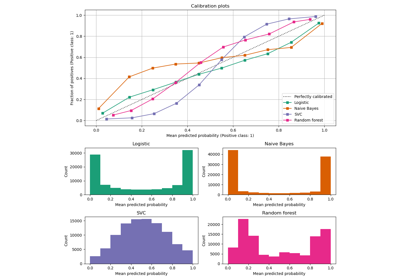 Calibration plots
1.0
0.8
0.6
0.4
0.2
0.0
Fraction of positives (Positive class: 1)
Perfectly calibrated
Logistic
Naive Bayes
SVC
Random forest
0.0 0.2 0.4 0.6 0.8 1.0
Mean predicted probability (Positive class: 1)
Logistic
30000
20000
10000
0
Count
0.0 0.2 0.4 0.6 0.8 1.0
Mean predicted probability
Naive Bayes
40000
20000
0
Count
0.0 0.2 0.4 0.6 0.8 1.0
Mean predicted probability
SVC
15000
10000
5000
0
Count
0.0 0.2 0.4 0.6 0.8 1.0
Mean predicted probability
Random forest
20000
10000
0
Count
0.0 0.2 0.4 0.6 0.8 1.0
Mean predicted probability